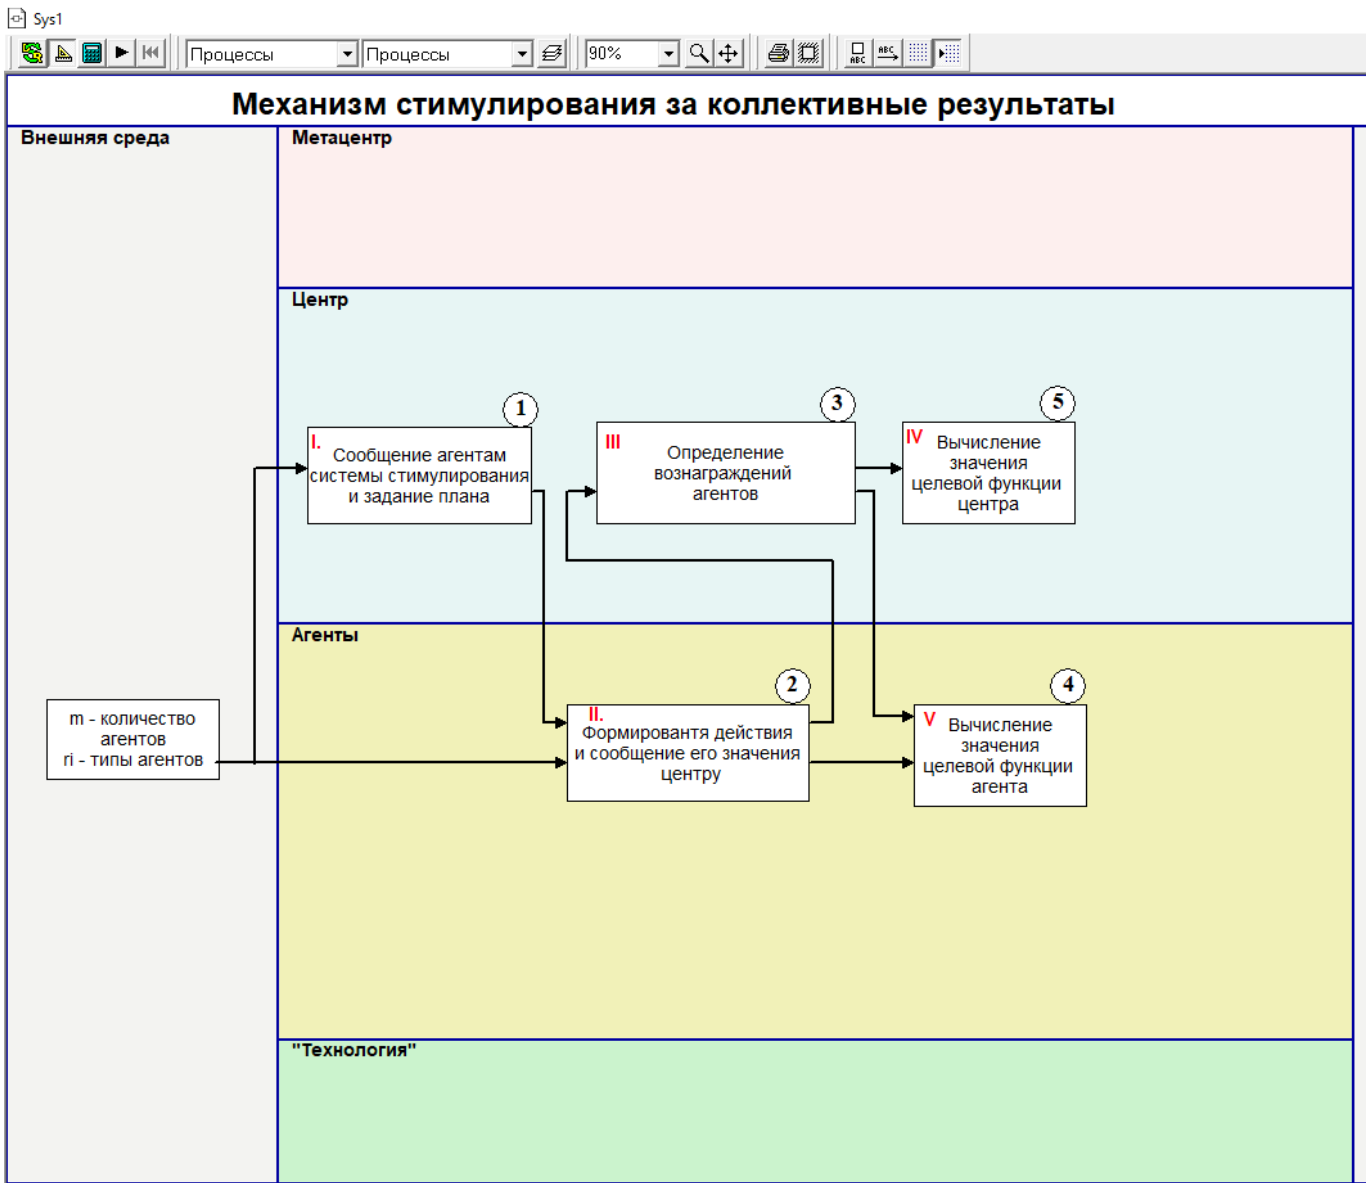 Sys1
Процессы
Процессы
90%
ABC
ABC
Механизм стимулирования за коллективные результаты
Внешняя среда
Метацентр
Центр
1
I.
Сообщение агентам
системы стимулирования
и задание плана
3
III
Определение
вознаграждений
агентов
5
IV
Вычисление
значения
целевой функции
центра
Агенты
m - количество
агентов
ri - типы агентов
2
II.
Формировантя действия
и сообщение его значения
центру
4
V
Вычисление
значения
целевой функции
агента
"Технология"